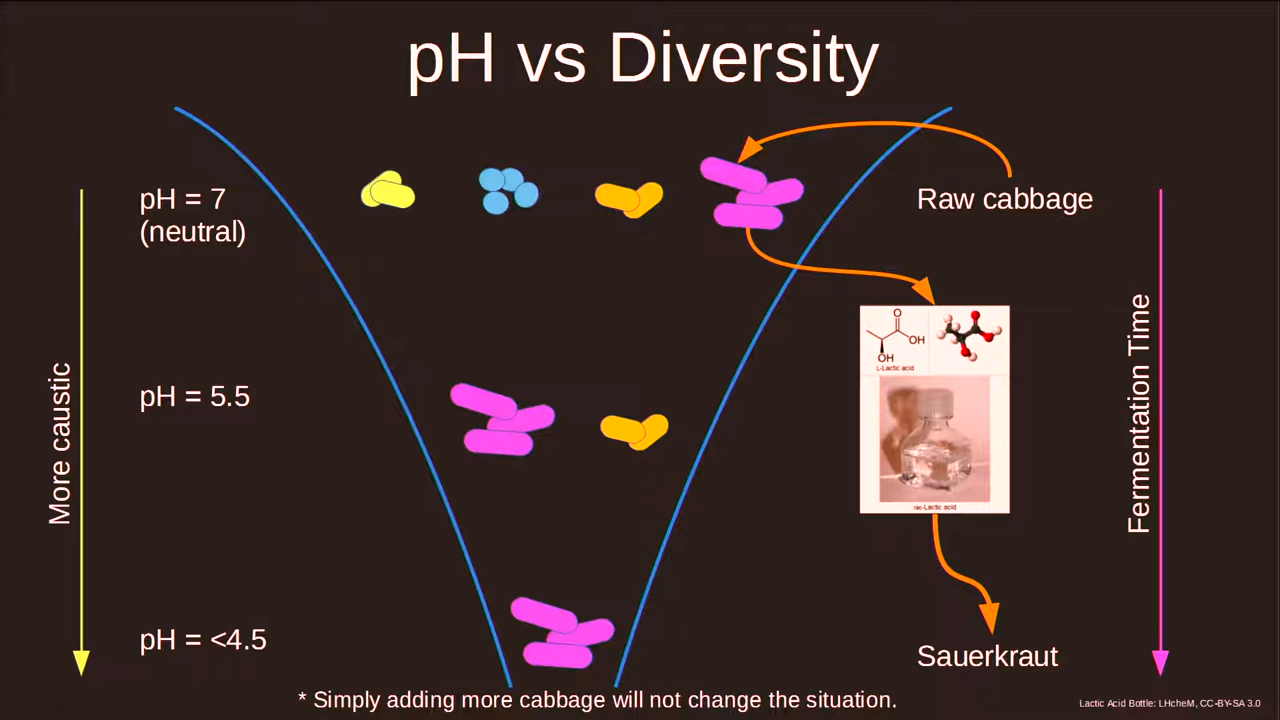 pH vs Diversity
pH = 7
(neutral)
Raw cabbage
O
OH
OH
L-Lactic acid
Fermentation Time
More caustic
pH = 5.5
rac-Lactic acid
pH = <4.5
Sauerkraut
* Simply adding more cabbage will not change the situation.
Lactic Acid Bottle: LHcheM, CC-BY-SA 3.0